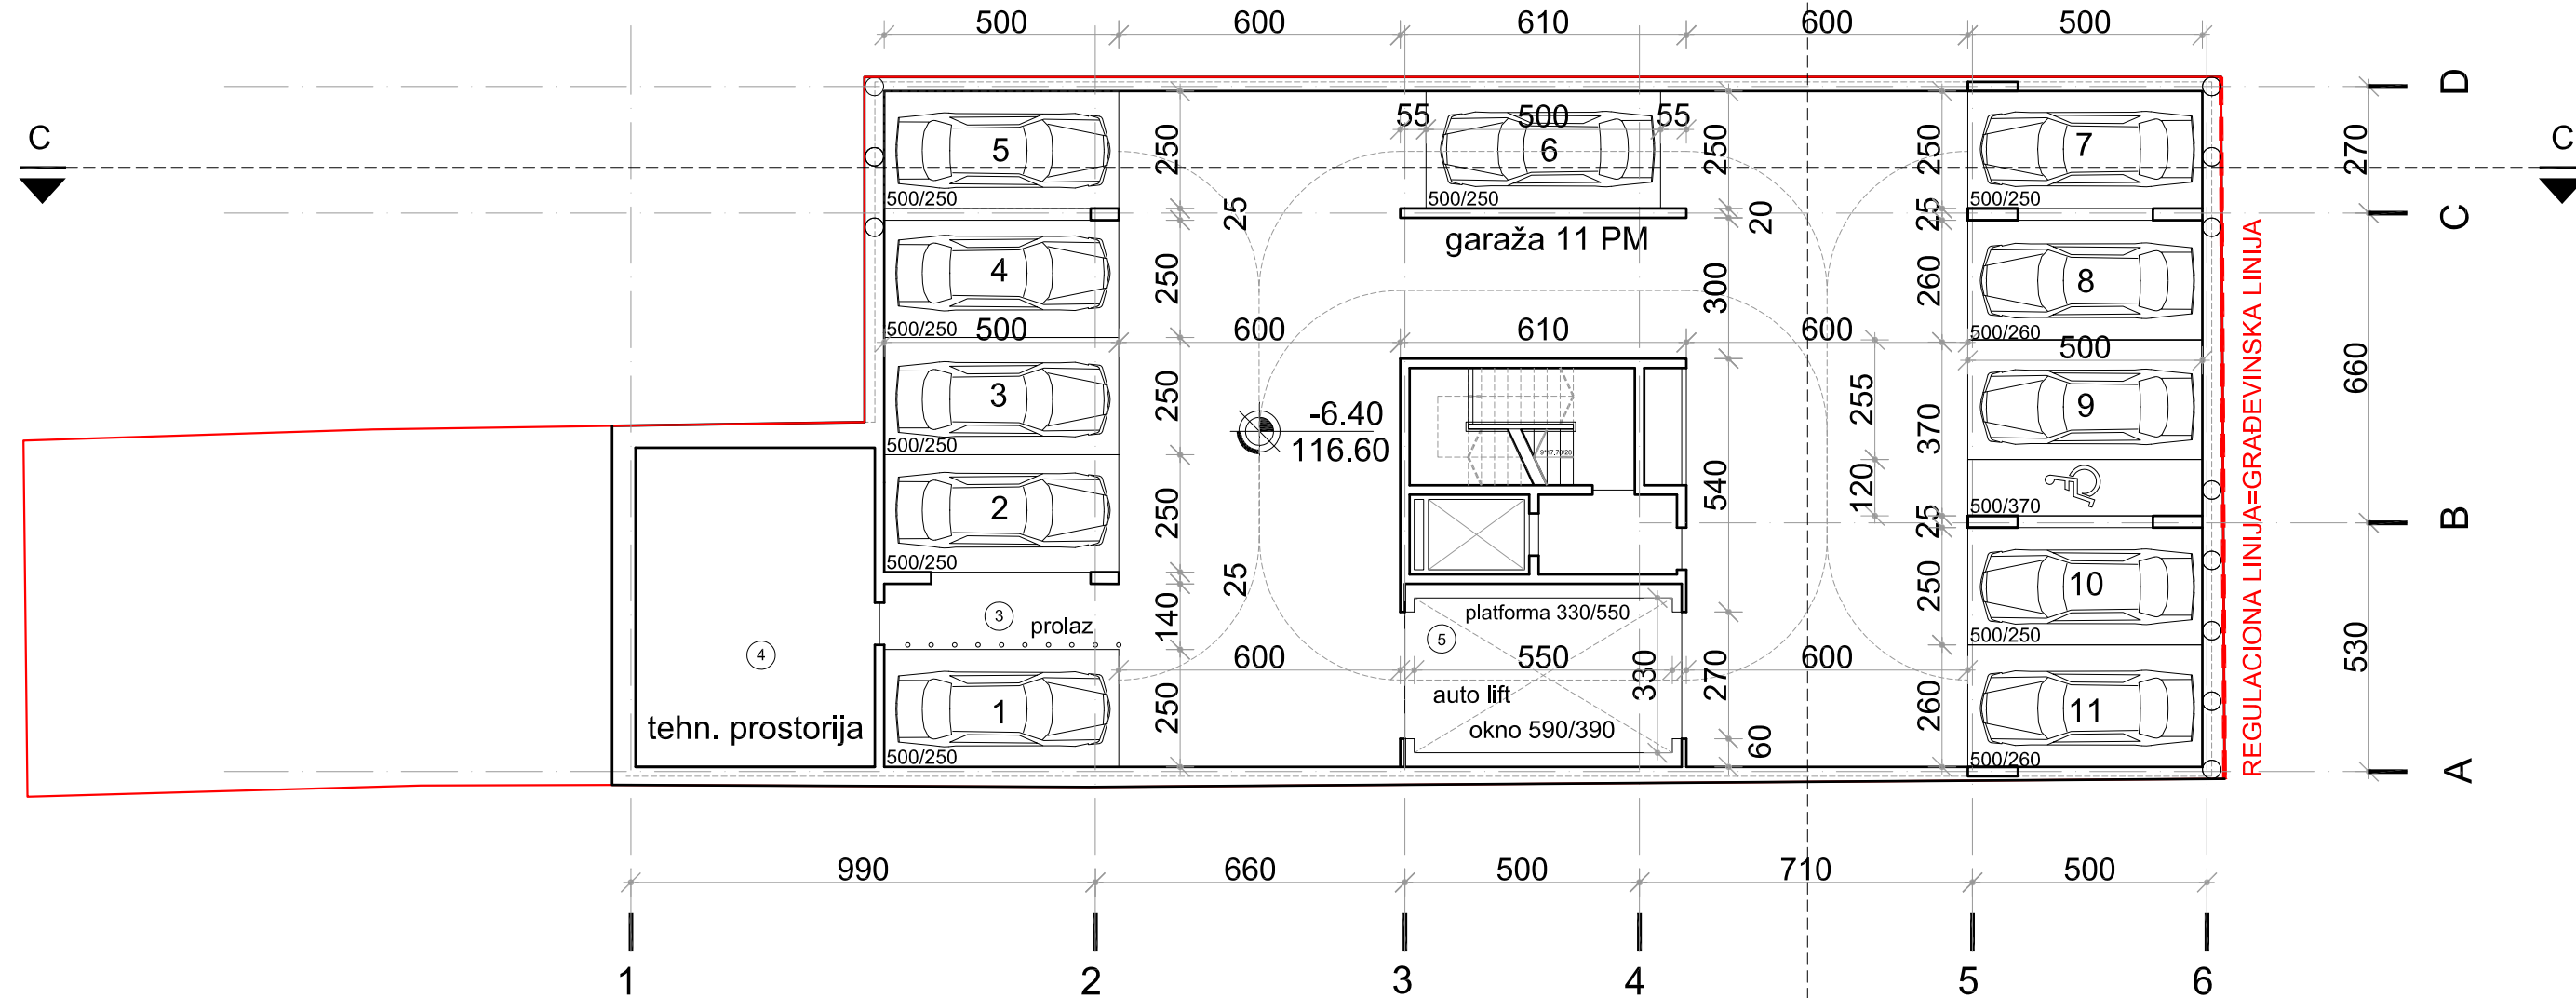 500 600 610 600 500
D
C C
55 500 55
5 250 6 250 250 7 270
500/250 500/250 500/250
25 20 25 C
garaža 11 PM
4 250 300 260 8
500/250 500 600 610 600 500/260
500
3 250 -6.40 255 370 9 660
116.60
500/250
2 250 540 120
500/250 500/370
25 25 B
3 prolaz 140 platforma 330/550 250 10
4 5 500/250
600 550 600 530
330 270
auto lift
1 250 260 11
tehn. prostorija okno 590/390 60
500/250 500/260
A
REGULACIONA LINIJA=GRAĐEVINSKA LINIJA
990 660 500 710 500
1 2 3 4 5 6